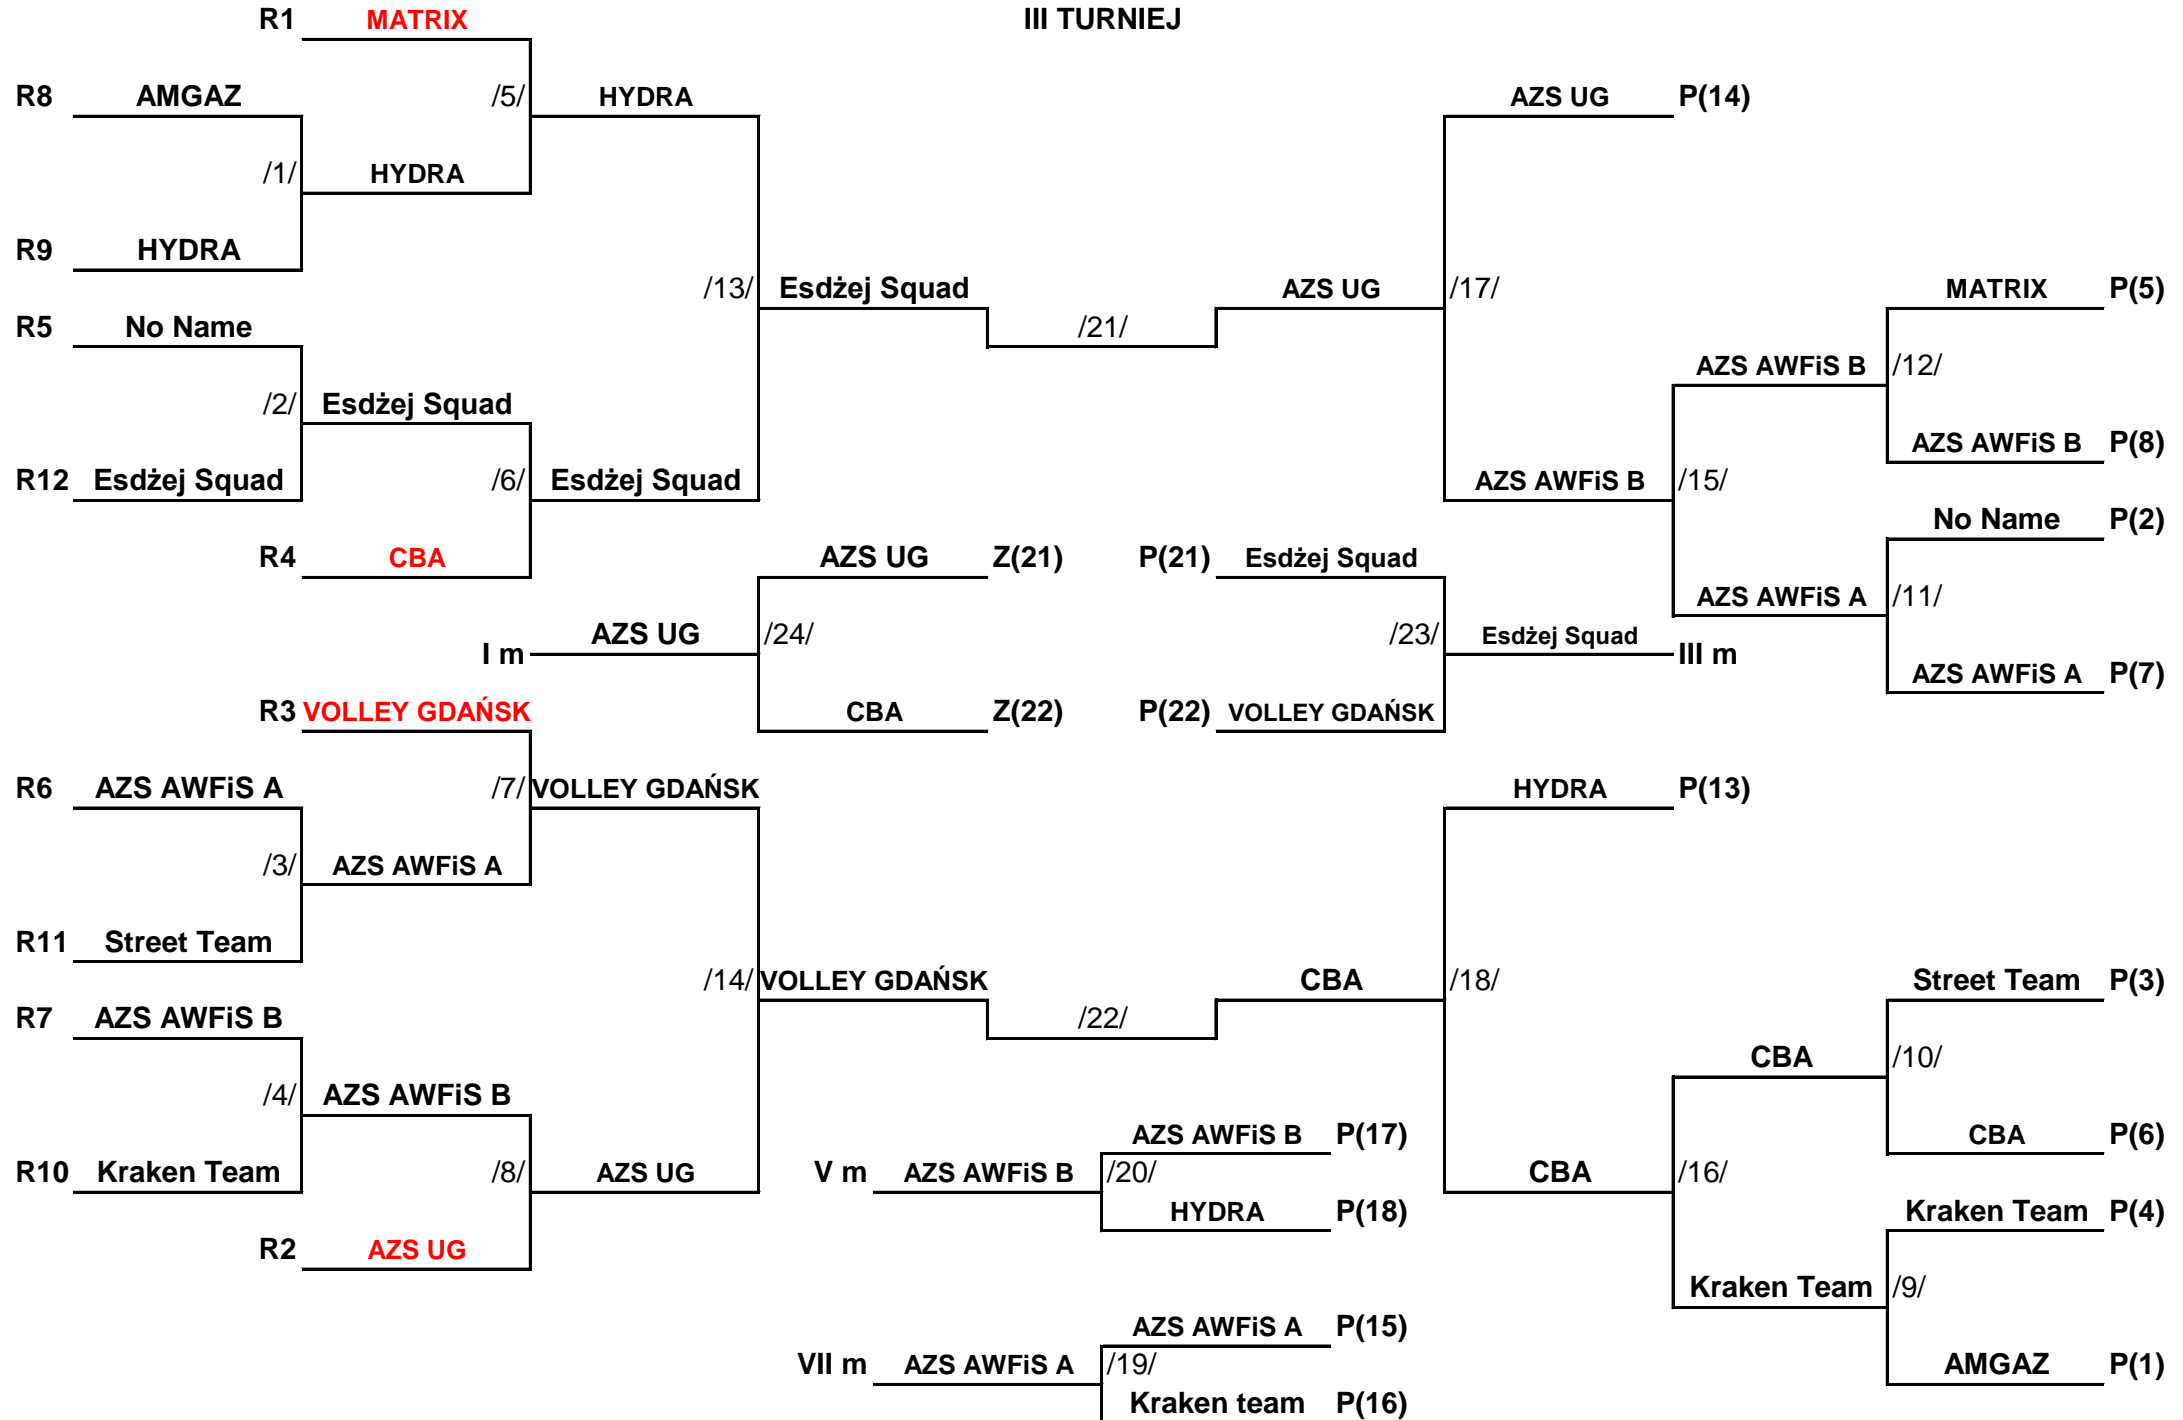 R1 MATRIX III TURNIEJ
R8 AMGAZ /5/ HYDRA AZS UG P(14)
/1/ HYDRA
R9 HYDRA
/13/ Esdżej Squad AZS UG /17/ MATRIX P(5)
R5 No Name /21/
AZS AWFiS B /12/
/2/ Esdżej Squad
AZS AWFiS B P(8)
R12 Esdżej Squad /6/ Esdżej Squad AZS AWFiS B /15/
No Name P(2)
R4 CBA AZS UG Z(21) P(21) Esdżej Squad
AZS AWFiS A /11/
I m AZS UG /24/ /23/ Esdżej Squad III m
AZS AWFiS A P(7)
R3 VOLLEY GDAŃSK CBA Z(22) P(22) VOLLEY GDAŃSK
R6 AZS AWFiS A /7/ VOLLEY GDAŃSK HYDRA P(13)
/3/ AZS AWFiS A
R11 Street Team
/14/ VOLLEY GDAŃSK CBA /18/ Street Team P(3)
R7 AZS AWFiS B /22/
CBA /10/
/4/ AZS AWFiS B
AZS AWFiS B P(17) CBA P(6)
R10 Kraken Team /8/ AZS UG V m AZS AWFiS B /20/ CBA /16/
HYDRA P(18) Kraken Team P(4)
R2 AZS UG
Kraken Team /9/
AZS AWFiS A P(15)
VII m AZS AWFiS A /19/ AMGAZ P(1)
Kraken team P(16)